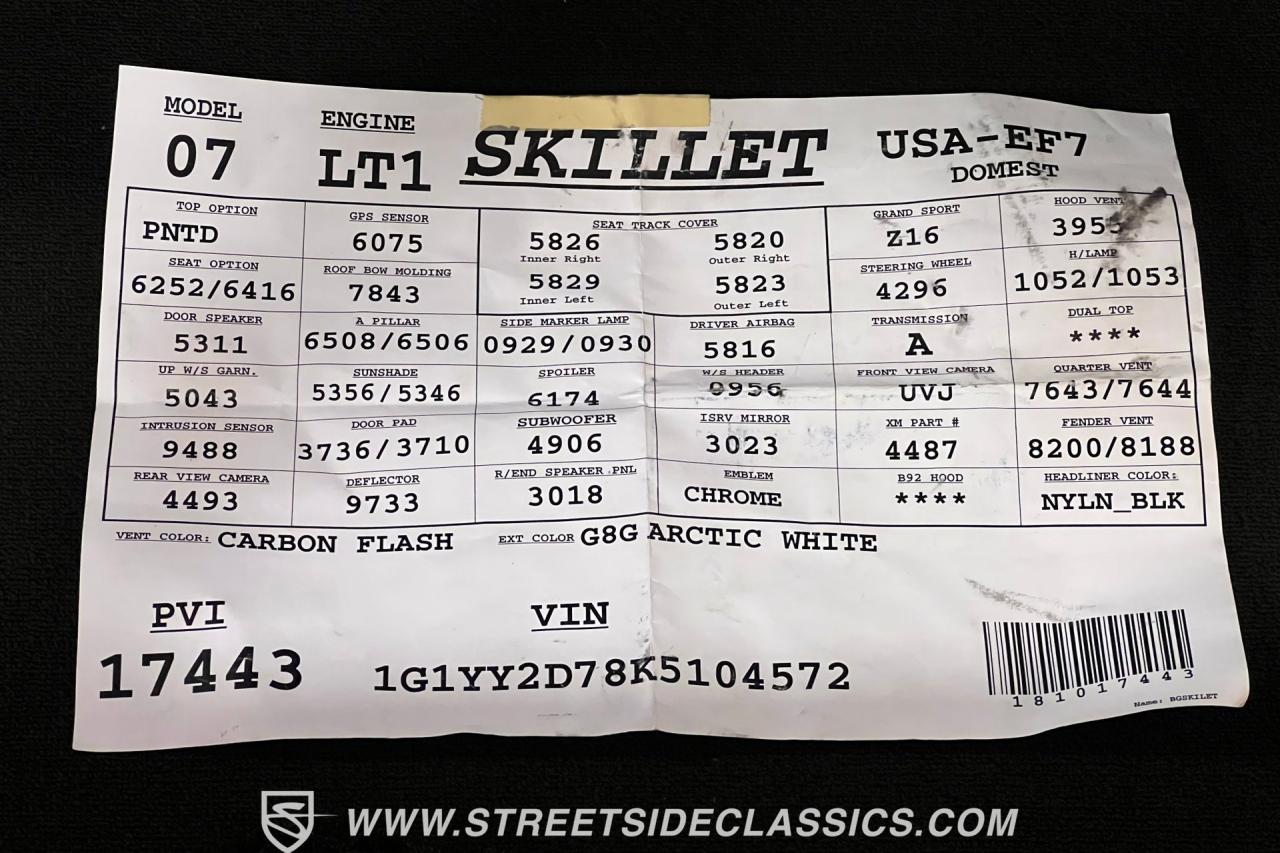 MODEL ENGINE SKILLET USA-EF7
07 LT1 DOMEST
TOP OPTION GPS SENSOR SEAT TRACK COVER GRAND SPORT HOOD VENT
PNTD 6075 5826 5820 Z16
Inner Right Outer Right
SEAT OPTION ROOF BOW MOLDING STEERING WHEEL H/LAMP
6252/6416 7843 5829 5823 4296 1052/1053
Inner Left Outer Left
DOOR SPEAKER A PILLAR SIDE MARKER LAMP DRIVER AIRBAG TRANSMISSION DUAL TOP
5311 6508/6506 0929/0930 5816 A ****
UP W/S GARN. SUNSHADE SPOILER W/S HEADER FRONT VIEW CAMERA QUARTER VENT
5043 5356/5346 6174 0956 UVJ 7643/7644
INTRUSION SENSOR DOOR PAD SUBWOOFER ISRV MIRROR XM PART # FENDER VENT
9488 3736/3710 4906 3023 4487 8200/8188
REAR VIEW CAMERA DEFLECTOR R/END SPEAKER PNL EMBLEM B92 HOOD HEADLINER COLOR:
4493 9733 3018 CHROME **** NYLN_BLK
VENT COLOR: CARBON FLASH EXT COLOR G8G ARCTIC WHITE
PVI VIN
17443 1G1YY2D78K5104572
181017443
Name: BGSKILET
WWW.STREETSIDECLASSICS.COM